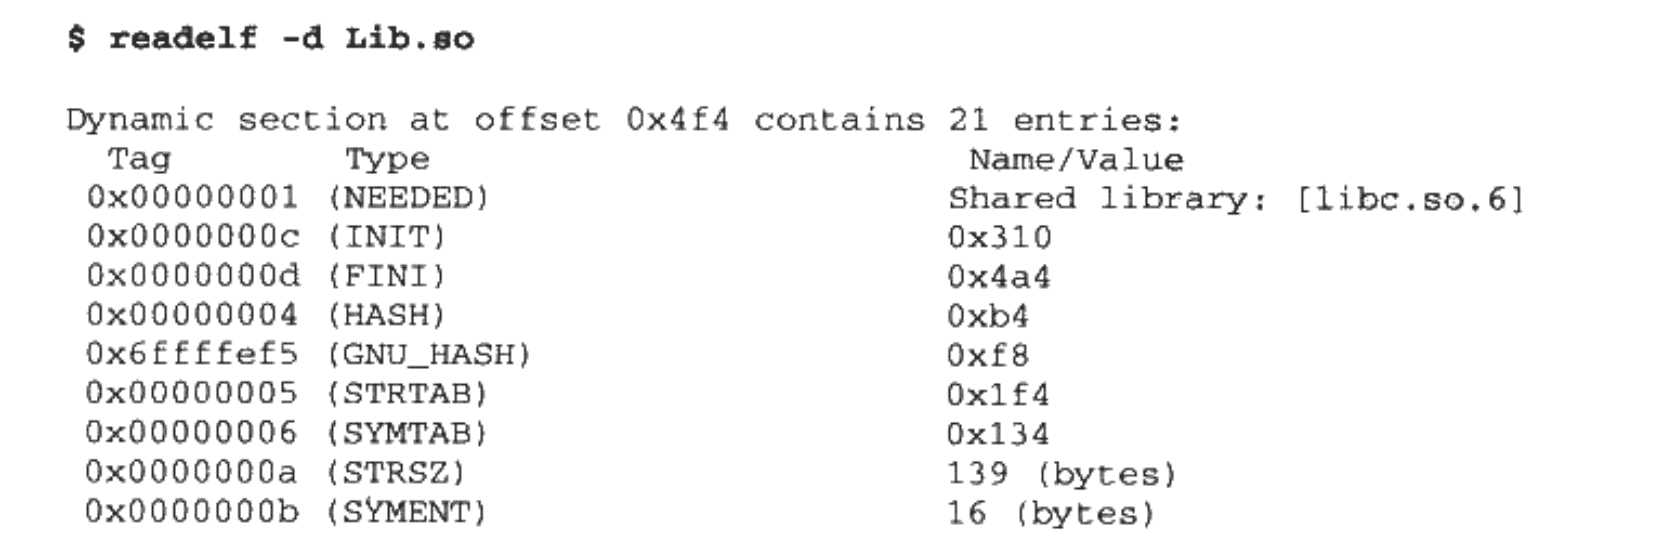 $ readelf -d Lib.so
Dynamic section at offset 0x4f4 contains 21 entries:
Tag Type Name/Value
0x00000001 (NEEDED) Shared library: [libc.so.6]
0x0000000c (INIT) 0x310
0x0000000d (FINI) 0x4a4
0x00000004 (HASH) 0xb4
0x6ffffef5 (GNU_HASH) 0xf8
0x00000005 (STRTAB) 0x1f4
0x00000006 (SYMTAB) 0x134
0x0000000a (STRSZ) 139 (bytes)
0x0000000b (SYMENT) 16 (bytes)